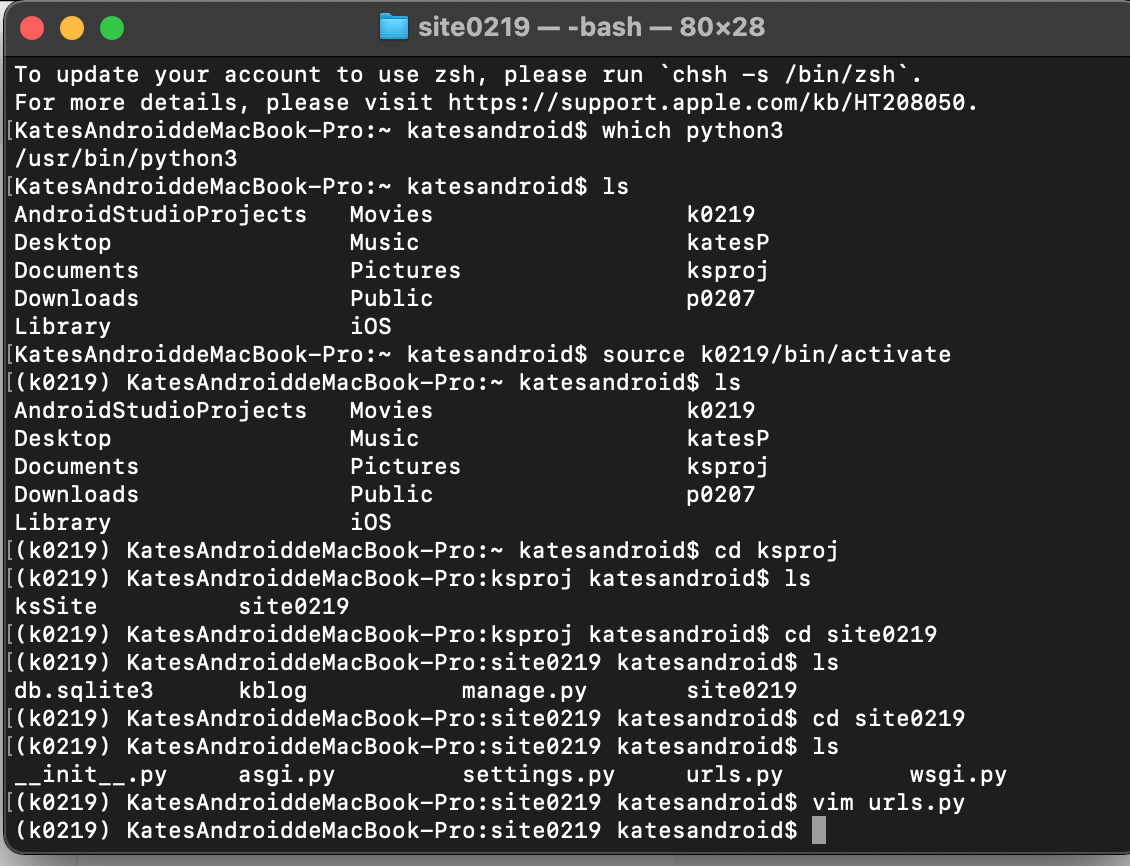 site0219 — -bash — 80×28
To update your account to use zsh, please run `chsh -s /bin/zsh`.
For more details, please visit https://support.apple.com/kb/HT208050.
[KatesAndroiddeMacBook-Pro:~ katesandroid$ which python3
/usr/bin/python3
[KatesAndroiddeMacBook-Pro:~ katesandroid$ ls
AndroidStudioProjects   Movies                  k0219
Desktop                 Music                   katesP
Documents               Pictures                ksproj
Downloads               Public                  p0207
Library                 iOS
[KatesAndroiddeMacBook-Pro:~ katesandroid$ source k0219/bin/activate
[(k0219) KatesAndroiddeMacBook-Pro:~ katesandroid$ ls
AndroidStudioProjects   Movies                  k0219
Desktop                 Music                   katesP
Documents               Pictures                ksproj
Downloads               Public                  p0207
Library                 iOS
[(k0219) KatesAndroiddeMacBook-Pro:~ katesandroid$ cd ksproj
[(k0219) KatesAndroiddeMacBook-Pro:ksproj katesandroid$ ls
ksSite          site0219
[(k0219) KatesAndroiddeMacBook-Pro:ksproj katesandroid$ cd site0219
[(k0219) KatesAndroiddeMacBook-Pro:site0219 katesandroid$ ls
db.sqlite3      kblog           manage.py       site0219
[(k0219) KatesAndroiddeMacBook-Pro:site0219 katesandroid$ cd site0219
[(k0219) KatesAndroiddeMacBook-Pro:site0219 katesandroid$ ls
__init__.py     asgi.py         settings.py     urls.py         wsgi.py
[(k0219) KatesAndroiddeMacBook-Pro:site0219 katesandroid$ vim urls.py
(k0219) KatesAndroiddeMacBook-Pro:site0219 katesandroid$